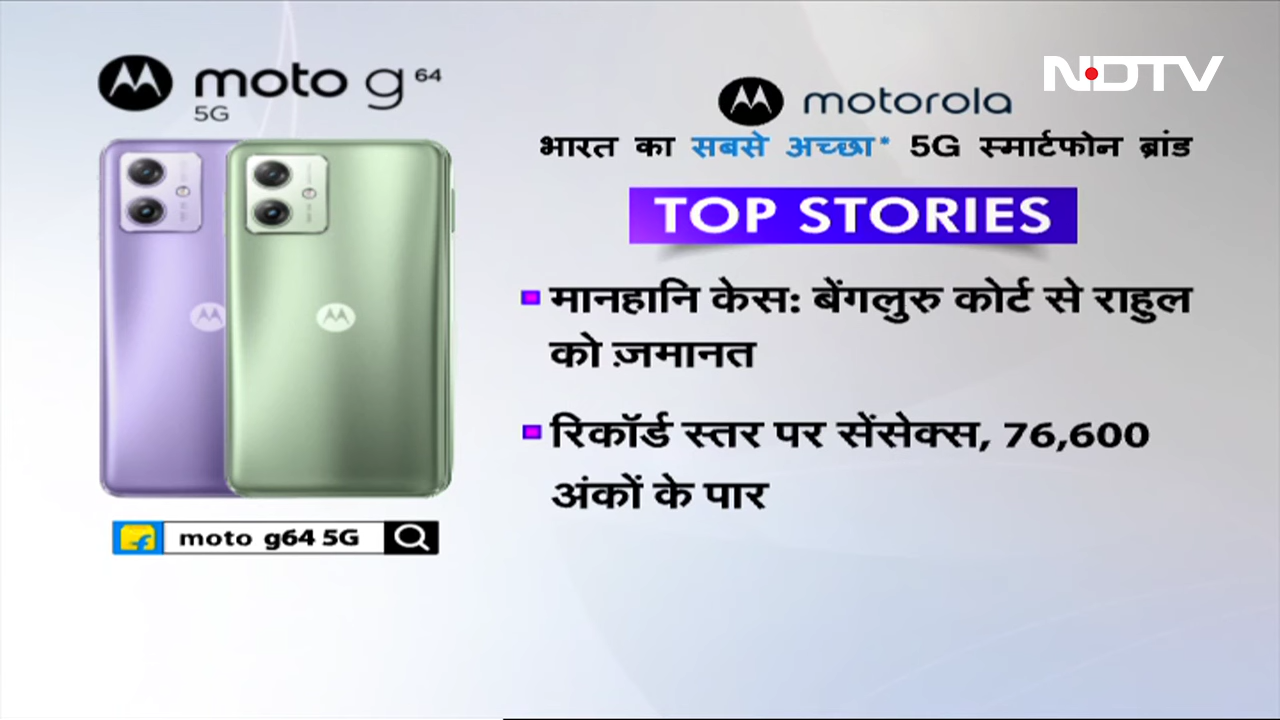 moto g 64
5G
NDTV
motorola
भारत का सबसे अच्छा* 5G स्मार्टफोन ब्रांड
TOP STORIES
मानहानि केस: बेंगलुरु कोर्ट से राहुल
को ज़मानत
रिकॉर्ड स्तर पर सेंसेक्स, 76,600
अंकों के पार
moto g64 5G